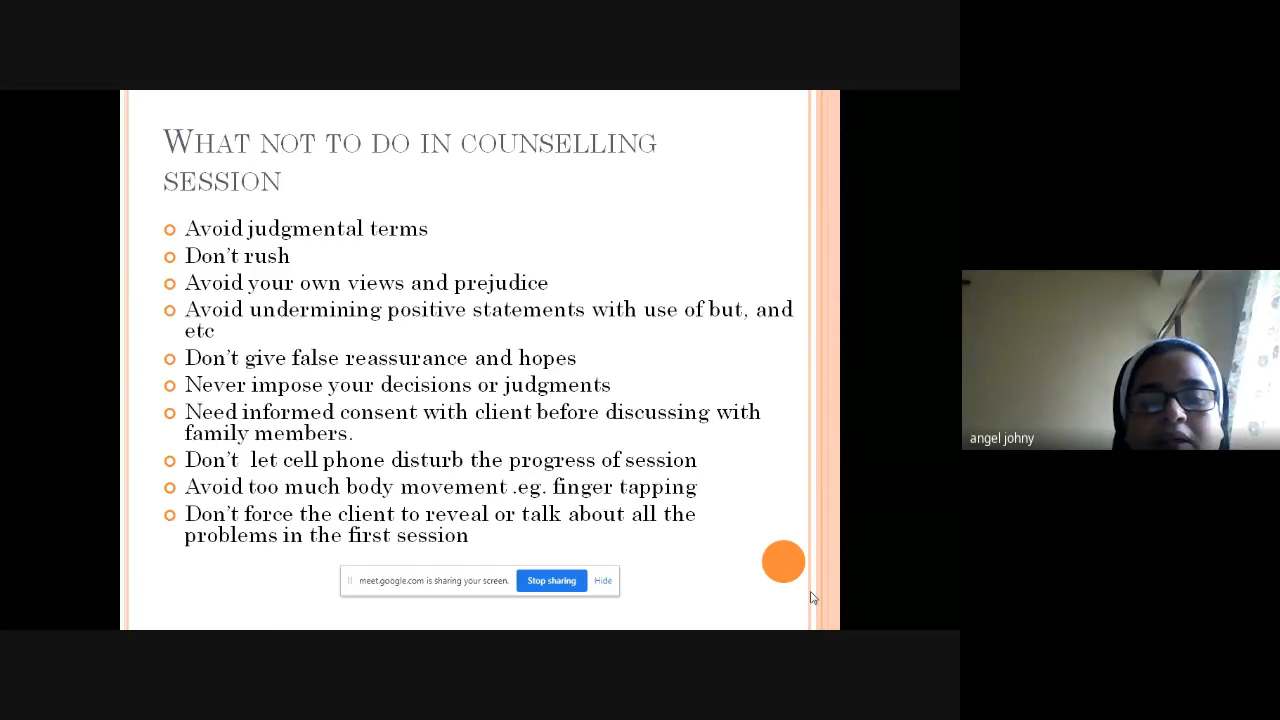 WHAT NOT TO DO IN COUNSELLING
SESSION
Avoid judgmental terms
Don't rush
Avoid your own views and prejudice
Avoid undermining positive statements with use of but, and
etc
Don't give false reassurance and hopes
Never impose your decisions or judgments
Need informed consent with client before discussing with
family members.
Don't let cell phone disturb the progress of session
Avoid too much body movement .eg. finger tapping
Don't force the client to reveal or talk about all the
problems in the first session
meet.google.com is sharing your screen. Stop sharing Hide
angel johny